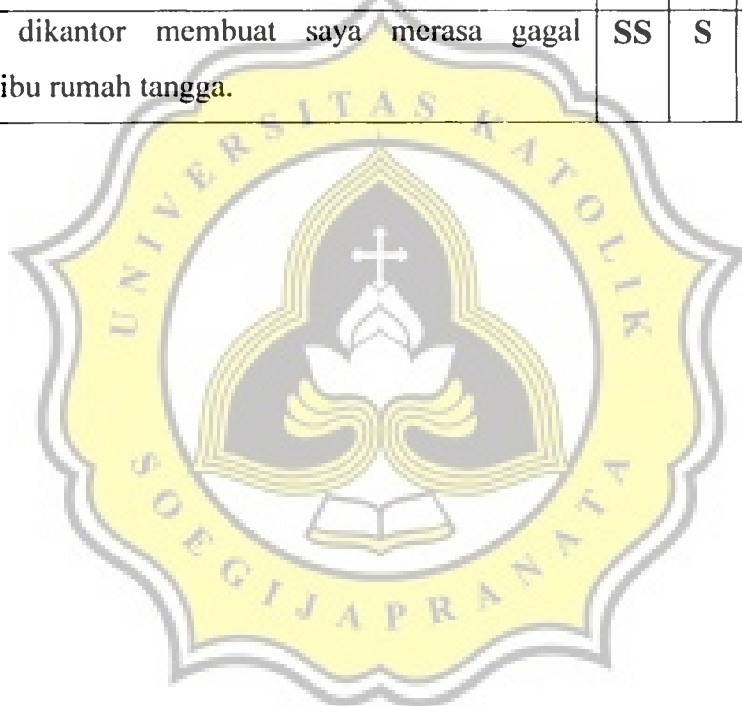 dikantor membuat saya merasa gagal SS S
ibu rumah tangga.
UNIVERSITAS KATOLIK
SOEGIJAPRANATA